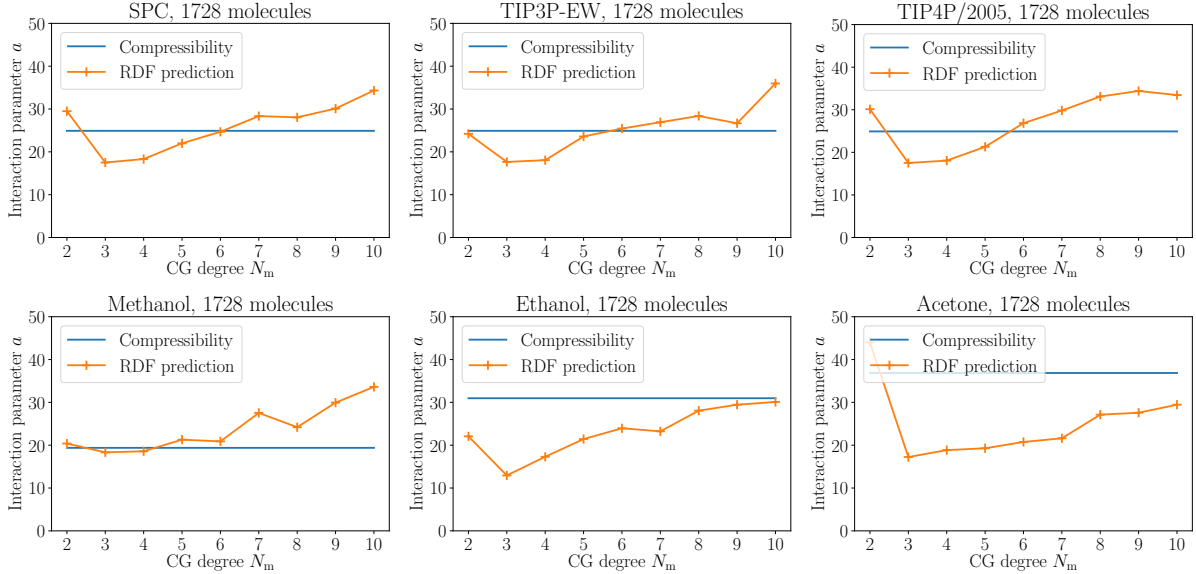 SPC, 1728 molecules
50
40
30
20
10
0
Interaction parameter a
Compressibility
RDF prediction
2 3 4 5 6 7 8 9 10
CG degree N_m
TIP3P-EW, 1728 molecules
50
40
30
20
10
0
Interaction parameter a
Compressibility
RDF prediction
2 3 4 5 6 7 8 9 10
CG degree N_m
TIP4P/2005, 1728 molecules
50
40
30
20
10
0
Interaction parameter a
Compressibility
RDF prediction
2 3 4 5 6 7 8 9 10
CG degree N_m
Methanol, 1728 molecules
50
40
30
20
10
0
Interaction parameter a
Compressibility
RDF prediction
2 3 4 5 6 7 8 9 10
CG degree N_m
Ethanol, 1728 molecules
50
40
30
20
10
0
Interaction parameter a
Compressibility
RDF prediction
2 3 4 5 6 7 8 9 10
CG degree N_m
Acetone, 1728 molecules
50
40
30
20
10
0
Interaction parameter a
Compressibility
RDF prediction
2 3 4 5 6 7 8 9 10
CG degree N_m